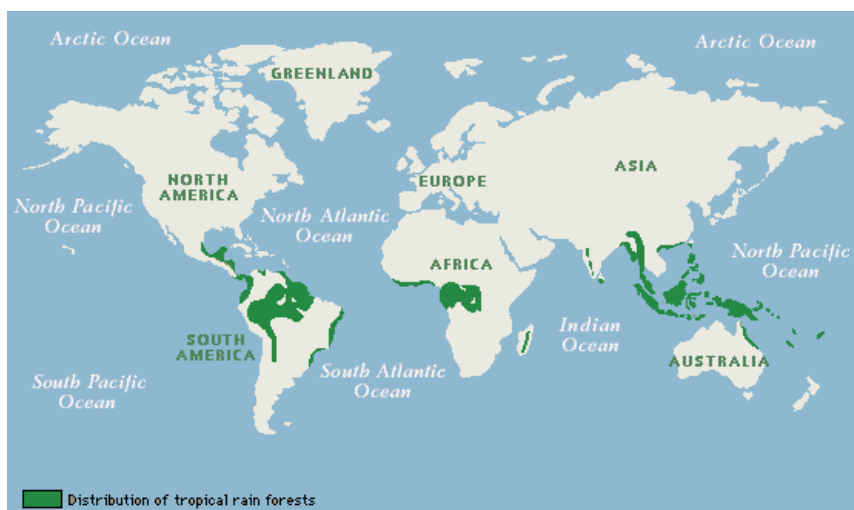 Arctic Ocean
Arctic Ocean
GREENLAND
NORTH
AMERICA
EUROPE
ASIA
North Pacific
Ocean
North Atlantic
Ocean
North Pacific
Ocean
AFRICA
SOUTH
AMERICA
Indian
Ocean
AUSTRALIA
South Pacific
Ocean
South Atlantic
Ocean
Distribution of tropical rain forests